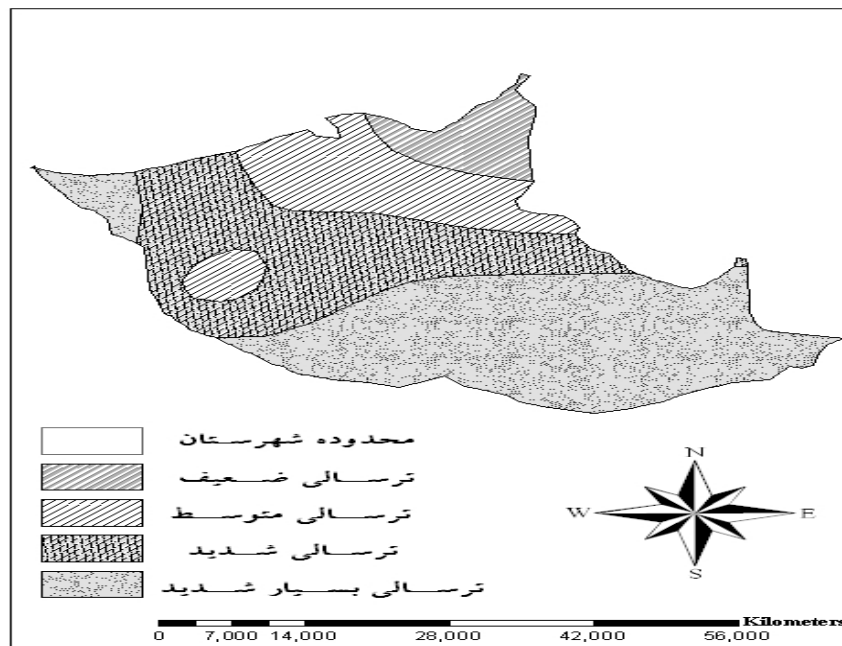 محدوده شهرستان
ترسالی ضعیف
ترسالی متوسط
ترسالی شدید
ترسالی بسیار شدید
N
W E
S
Kilometers
0 7,000 14,000 28,000 42,000 56,000